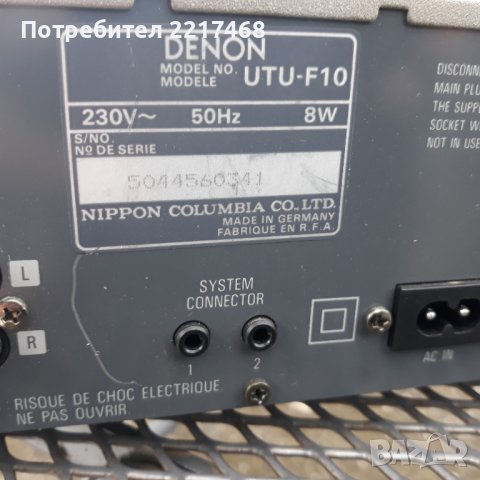 Потребител 2217468
DENON
MODEL NO.
MODELE
UTU-F10
230V~ 50Hz 8W
S/NO.
Nº DE SERIE
5044560341
NIPPON COLUMBIA CO., LTD.
MADE IN GERMANY
FABRIQUE EN R.F.A.
DISCONN
MAIN PLU
THE SUPP
SOCKET W
NOT IN USE
L
R
SYSTEM
CONNECTOR
1 2
AC IN
RISQUE DE CHOC ELECTRIQUE
NE PAS OUVRIR.
BAZAR